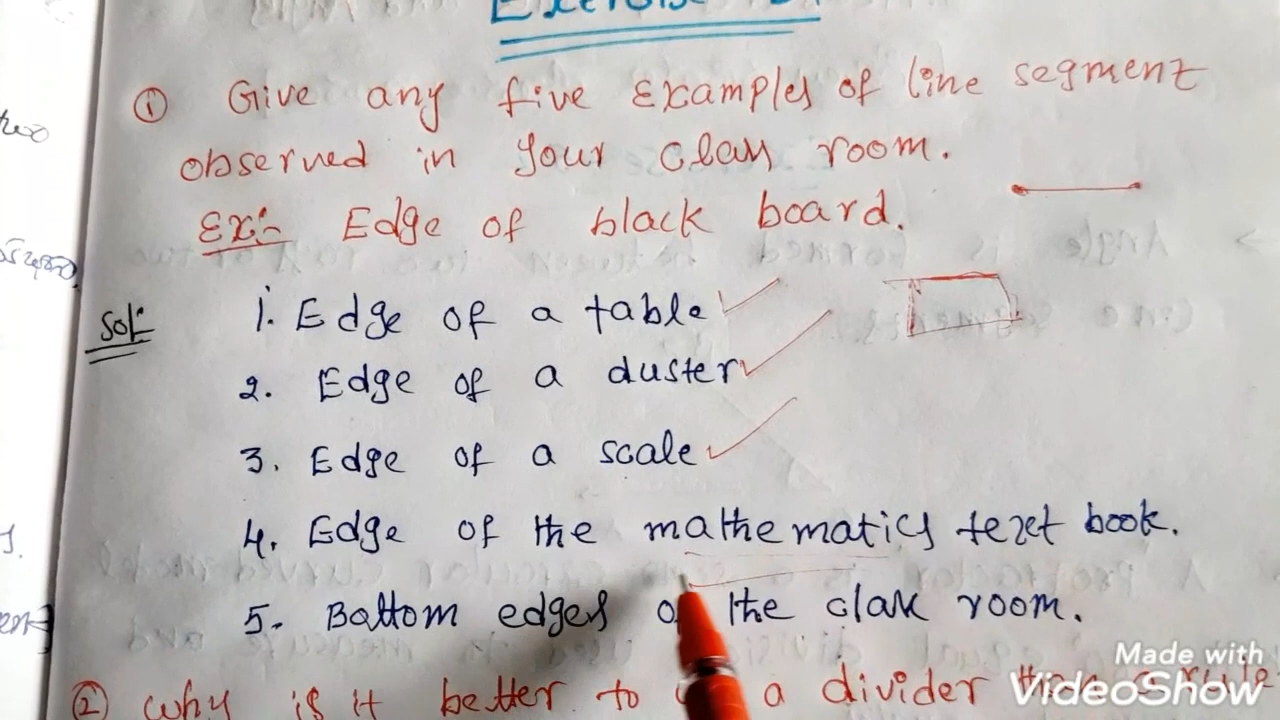 Exercise
① Give any five Examples of line segment
observed in your class room.
Ex:- Edge of black board.
Sol:
1. Edge of a table
2. Edge of a duster
3. Edge of a scale
4. Edge of the mathematics text book.
5. Bottom edges of the class room.
② Why is it better to a divider than a
Made with
VideoShow